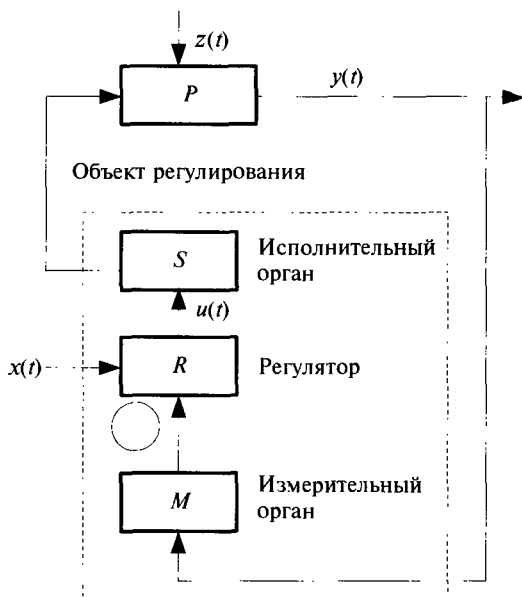 z(t)
P
y(t)
Объект регулирования
S
Исполнительный
орган
u(t)
x(t)
R
Регулятор
M
Измерительный
орган